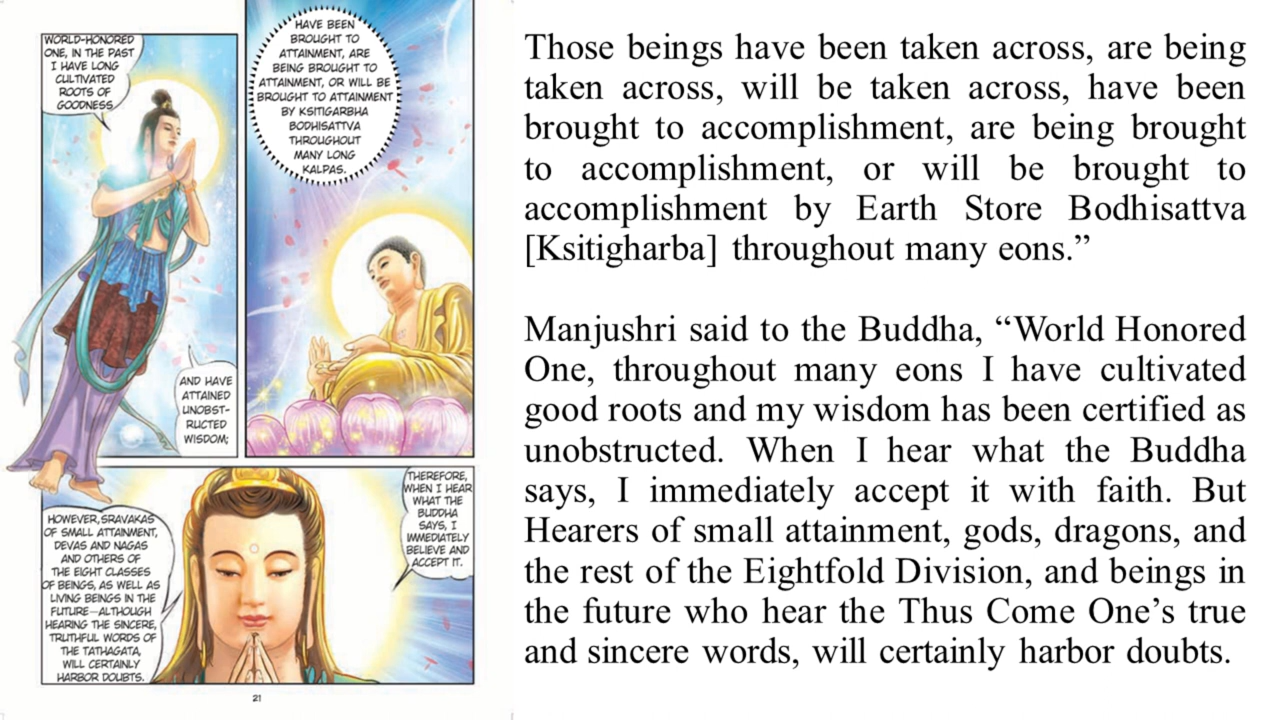 WORLD-HONORED
ONE, IN THE PAST
I HAVE LONG
CULTIVATED
ROOTS OF
GOODNESS
AND HAVE
ATTAINED
UNOBST-
RUCTED
WISDOM;
HAVE BEEN
BROUGHT TO
ATTAINMENT, ARE
BEING BROUGHT TO
ATTAINMENT, OR WILL BE
BROUGHT TO ATTAINMENT
BY KSITIGARBHA
BODHISATTVA
THROUGHOUT
MANY LONG
KALPAS.
THEREFORE,
WHEN I HEAR
WHAT THE
BUDDHA
SAYS, I
IMMEDIATELY
BELIEVE AND
ACCEPT IT.
HOWEVER, SRAVAKAS
OF SMALL ATTAINMENT,
DEVAS AND NAGAS
AND OTHERS OF
THE EIGHT CLASSES
OF BEINGS, AS WELL AS
LIVING BEINGS IN THE
FUTURE—ALTHOUGH
HEARING THE SINCERE,
TRUTHFUL WORDS OF
THE TATHAGATA,
WILL CERTAINLY
HARBOR DOUBTS.
21
Those beings have been taken across, are being
taken across, will be taken across, have been
brought to accomplishment, are being brought
to accomplishment, or will be brought to
accomplishment by Earth Store Bodhisattva
[Ksitigharba] throughout many eons.”
Manjushri said to the Buddha, “World Honored
One, throughout many eons I have cultivated
good roots and my wisdom has been certified as
unobstructed. When I hear what the Buddha
says, I immediately accept it with faith. But
Hearers of small attainment, gods, dragons, and
the rest of the Eightfold Division, and beings in
the future who hear the Thus Come One’s true
and sincere words, will certainly harbor doubts.